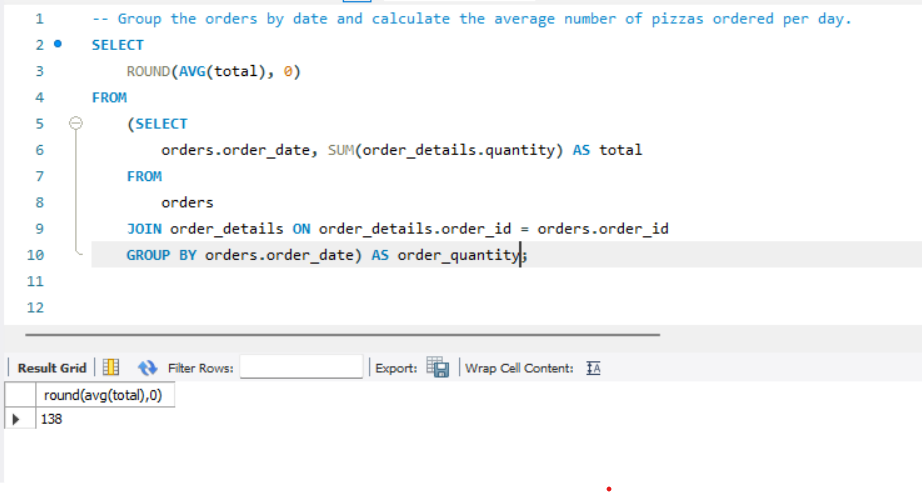 1 -- Group the orders by date and calculate the average number of pizzas ordered per day.
2 SELECT
3 ROUND(AVG(total), 0)
4 FROM
5 (SELECT
6 orders.order_date, SUM(order_details.quantity) AS total
7 FROM
8 orders
9 JOIN order_details ON order_details.order_id = orders.order_id
10 GROUP BY orders.order_date) AS order_quantity;
11
12
Result Grid Filter Rows: Export: Wrap Cell Content: IA
round(avg(total),0)
138